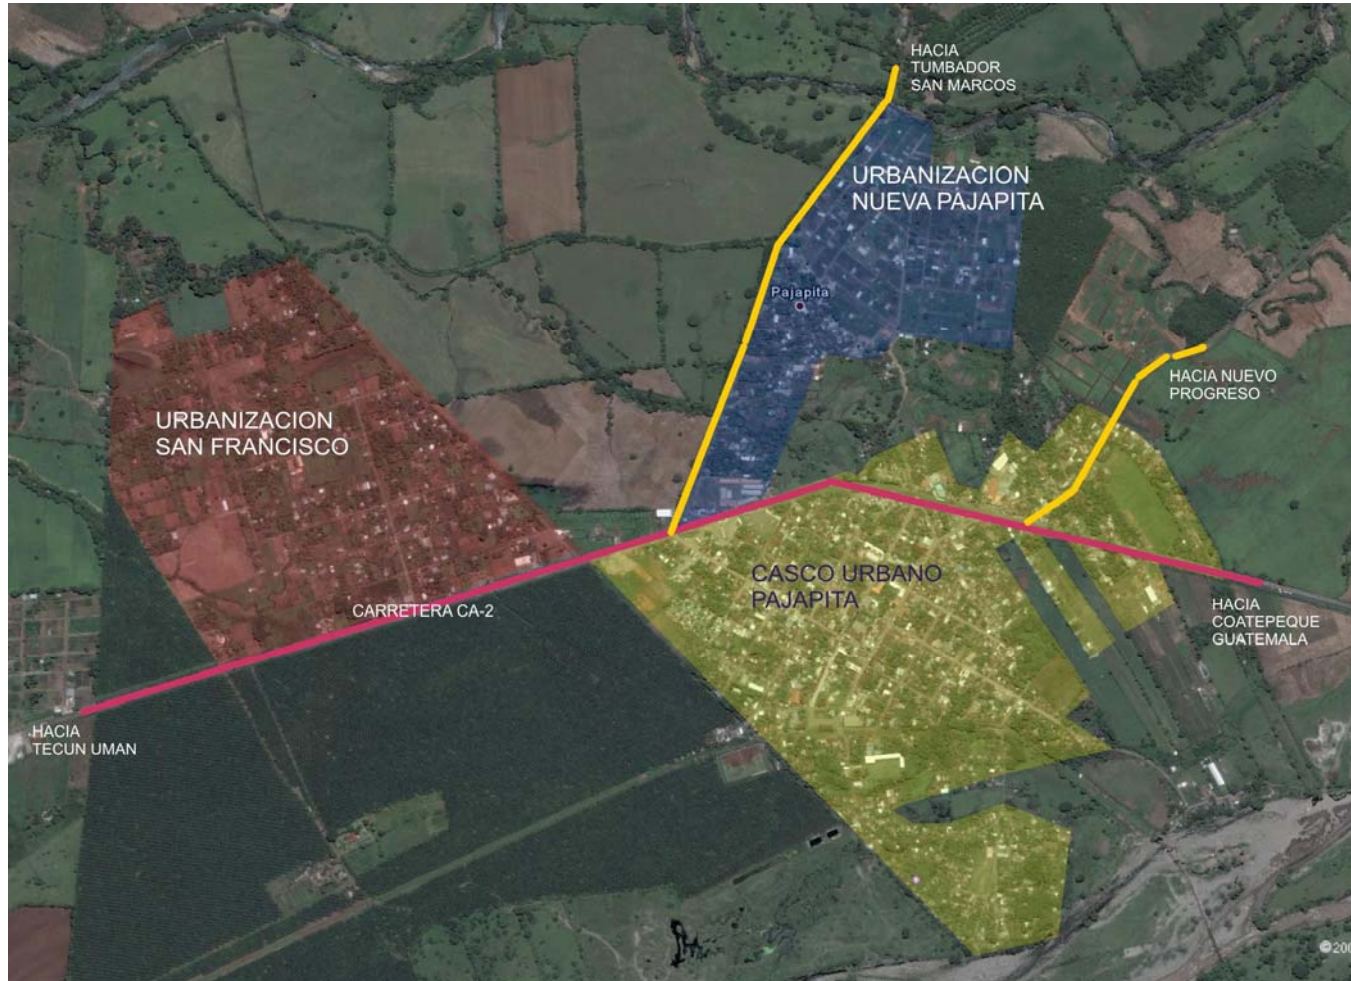 HACIA
TUMBADOR
SAN MARCOS
URBANIZACION
NUEVA PAJAPITA
Pajapita
HACIA NUEVO
PROGRESO
URBANIZACION
SAN FRANCISCO
CASCO URBANO
PAJAPITA
CARRETERA CA-2
HACIA
COATEPEQUE
GUATEMALA
HACIA
TECUN UMAN